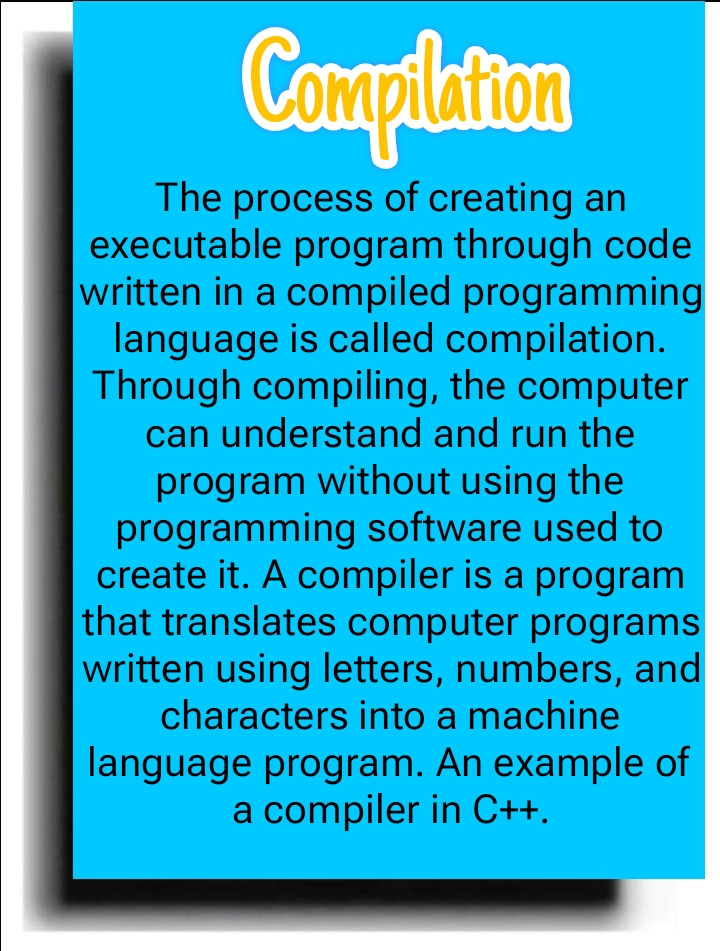 Compilation
The process of creating an
executable program through code
written in a compiled programming
language is called compilation.
Through compiling, the computer
can understand and run the
program without using the
programming software used to
create it. A compiler is a program
that translates computer programs
written using letters, numbers, and
characters into a machine
language program. An example of
a compiler in C++.